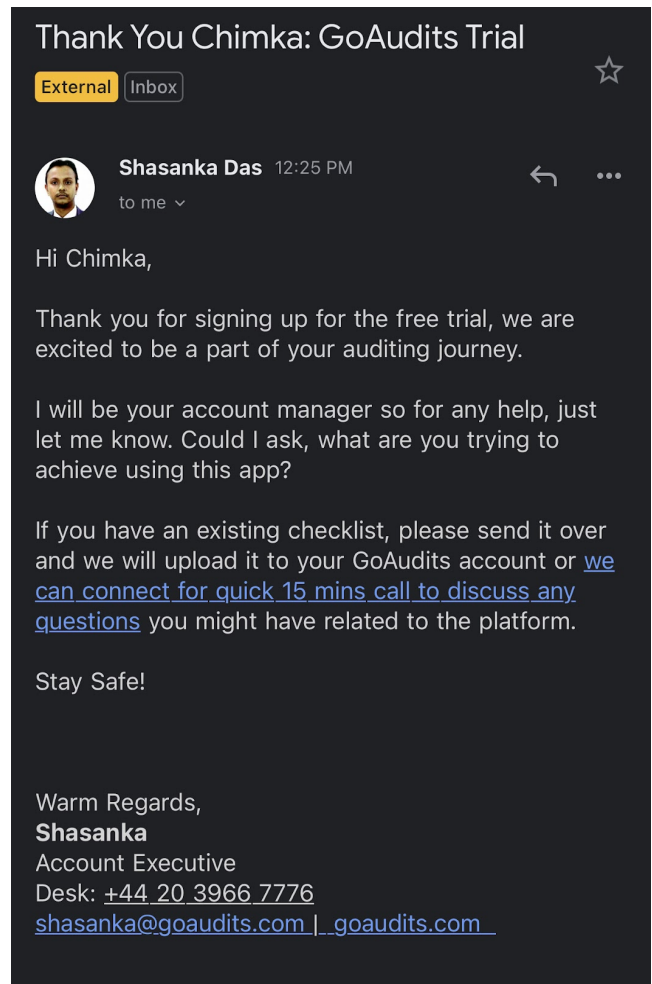 Thank You Chimka: GoAudits Trial
External Inbox
Shasanka Das 12:25 PM
to me
Hi Chimka,
Thank you for signing up for the free trial, we are
excited to be a part of your auditing journey.
I will be your account manager so for any help, just
let me know. Could I ask, what are you trying to
achieve using this app?
If you have an existing checklist, please send it over
and we will upload it to your GoAudits account or we
can connect for quick 15 mins call to discuss any
questions you might have related to the platform.
Stay Safe!
Warm Regards,
Shasanka
Account Executive
Desk: +44 20 3966 7776
shasanka@goaudits.com | goaudits.com